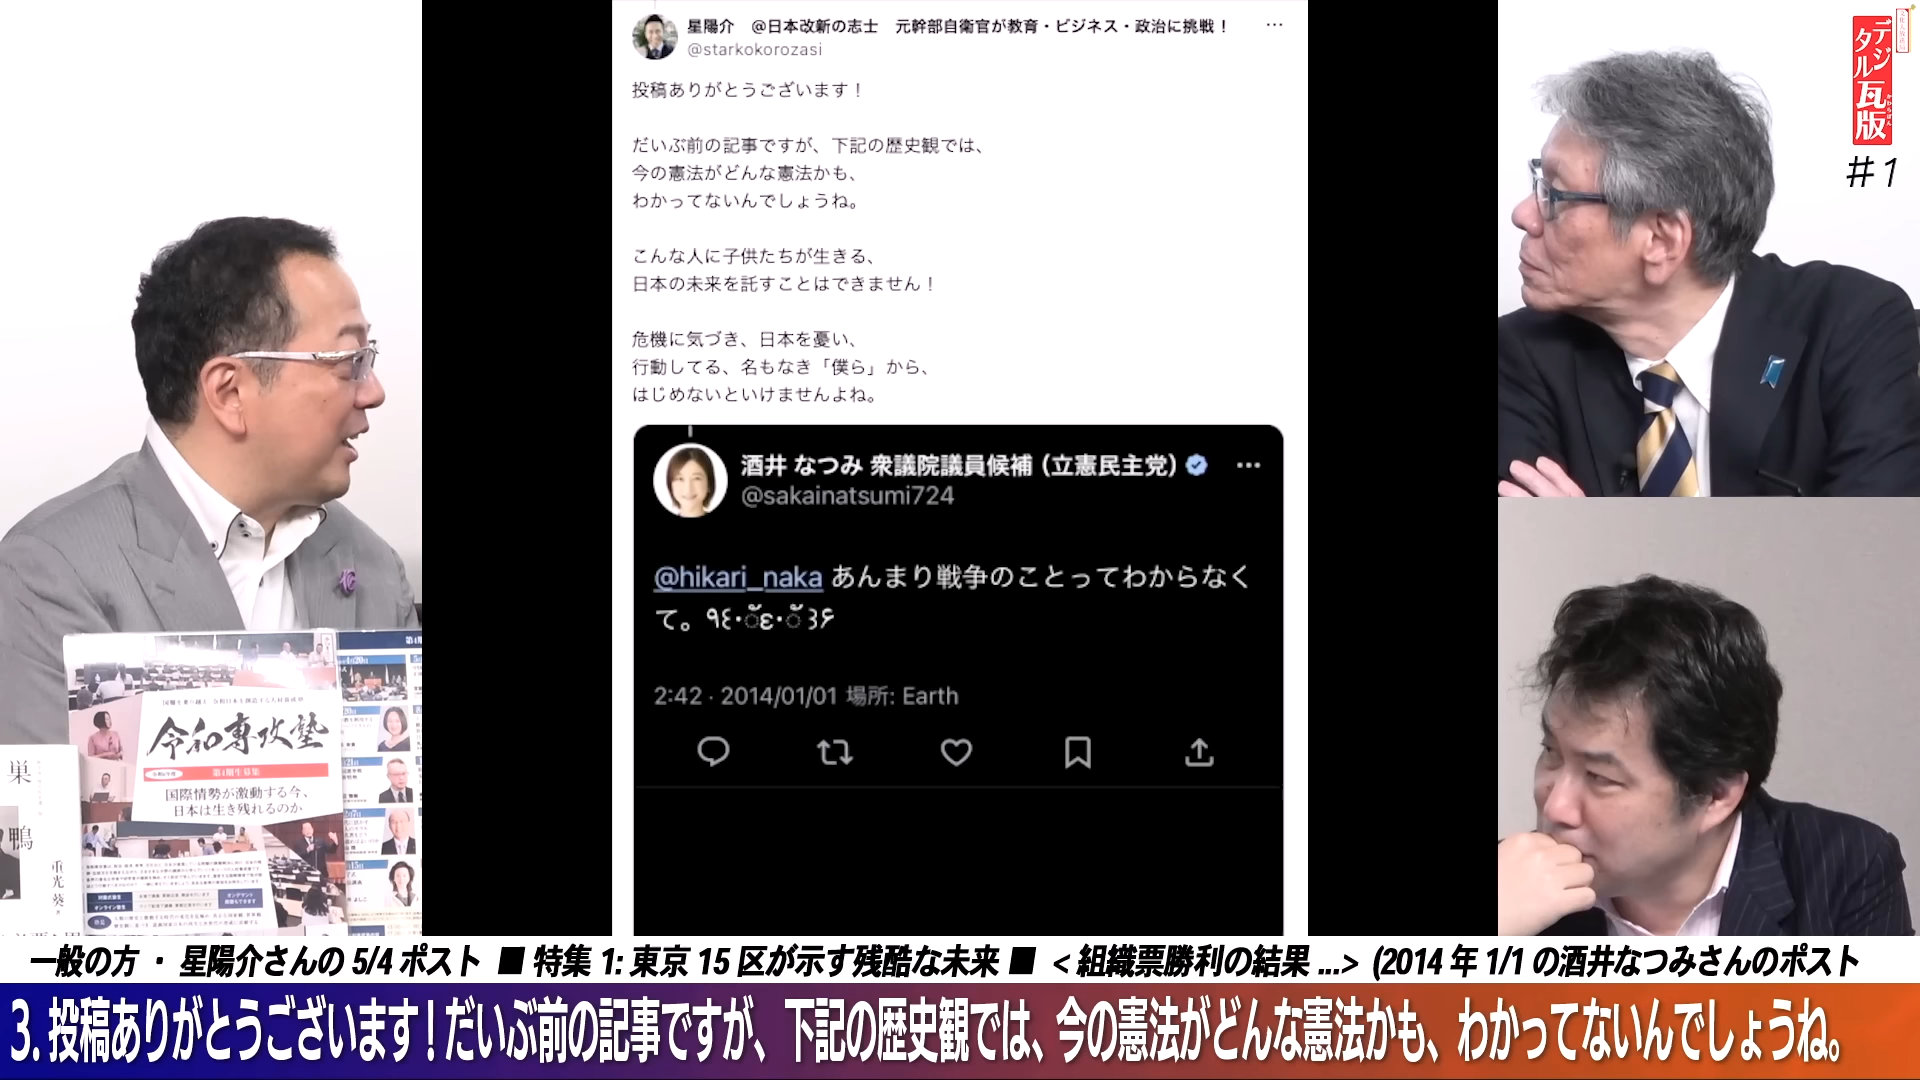 星陽介 @日本改新の志士 元幹部自衛官が教育・ビジネス・政治に挑戦！
@starkokorozasi
投稿ありがとうございます！
だいぶ前の記事ですが、下記の歴史観では、
今の憲法がどんな憲法かも、
わかってないんでしょうね。
こんな人に子供たちが生きる、
日本の未来を託すことはできません！
危機に気づき、日本を憂い、
行動してる、名もなき「僕ら」から、
はじめないといけませんよね。
酒井 なつみ 衆議院議員候補 (立憲民主党)
@sakainatsumi724
@hikari_naka あんまり戦争のことってわからなく
て。٩꒰･ัε･ั ꒱۶
2:42 · 2014/01/01 場所: Earth
デジタル瓦版
#1
令和専攻塾
第4期生募集
国際情勢が激動する今、
日本は生き残れるのか
巣
鴨
重光 葵
一般の方 ・ 星陽介さんの 5/4 ポスト ■ 特集 1: 東京 15 区が示す残酷な未来 ■ ＜組織票勝利の結果 ...＞ (2014 年 1/1 の酒井なつみさんのポスト
3. 投稿ありがとうございます！だいぶ前の記事ですが、下記の歴史観では、今の憲法がどんな憲法かも、わかってないんでしょうね。